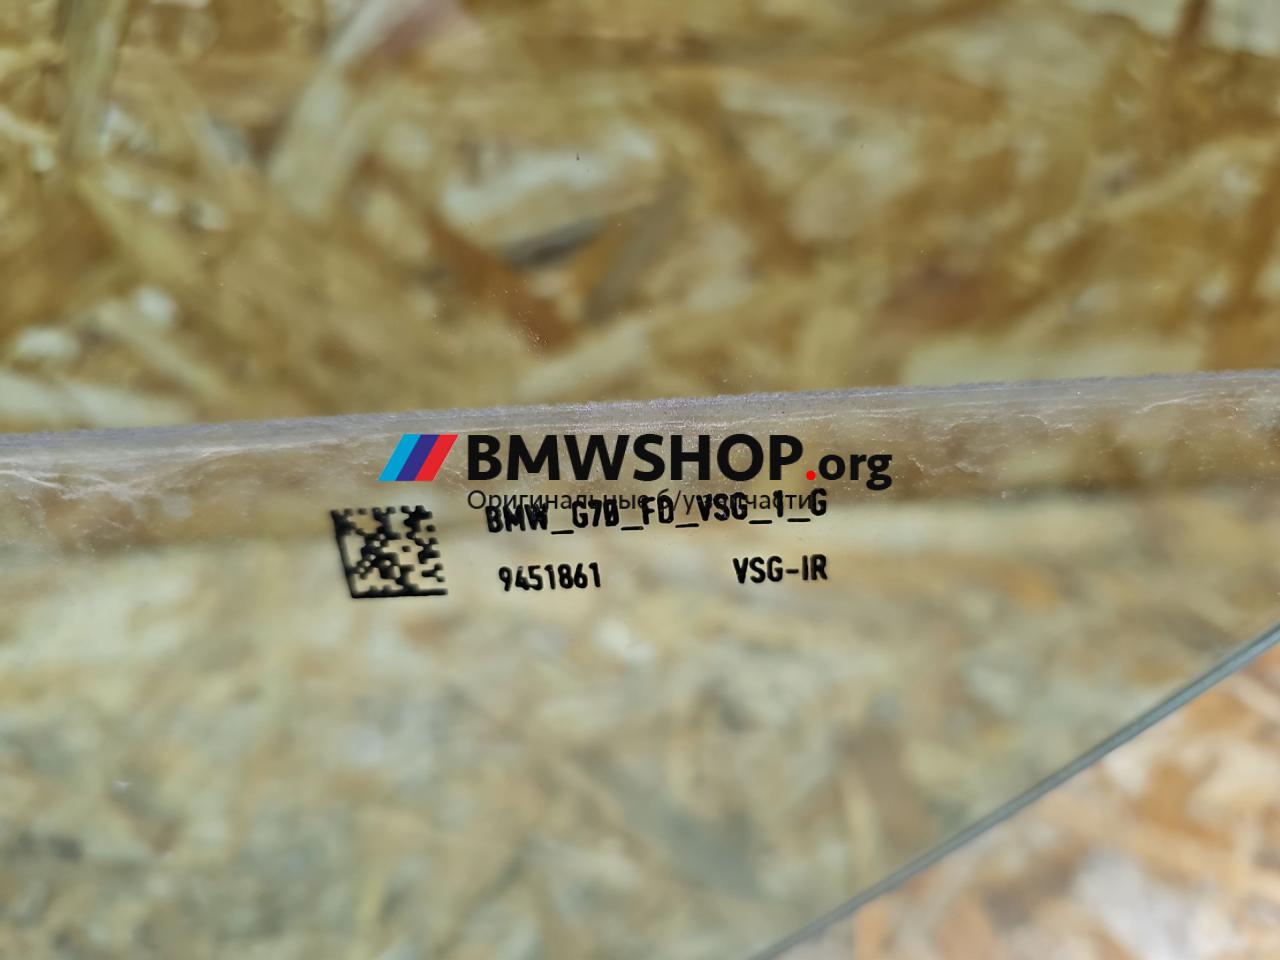 BMWSHOP.org
Оригинальные б/у запчасти
BMW_G70_FD_VSG_1_G
9451861 VSG-IR